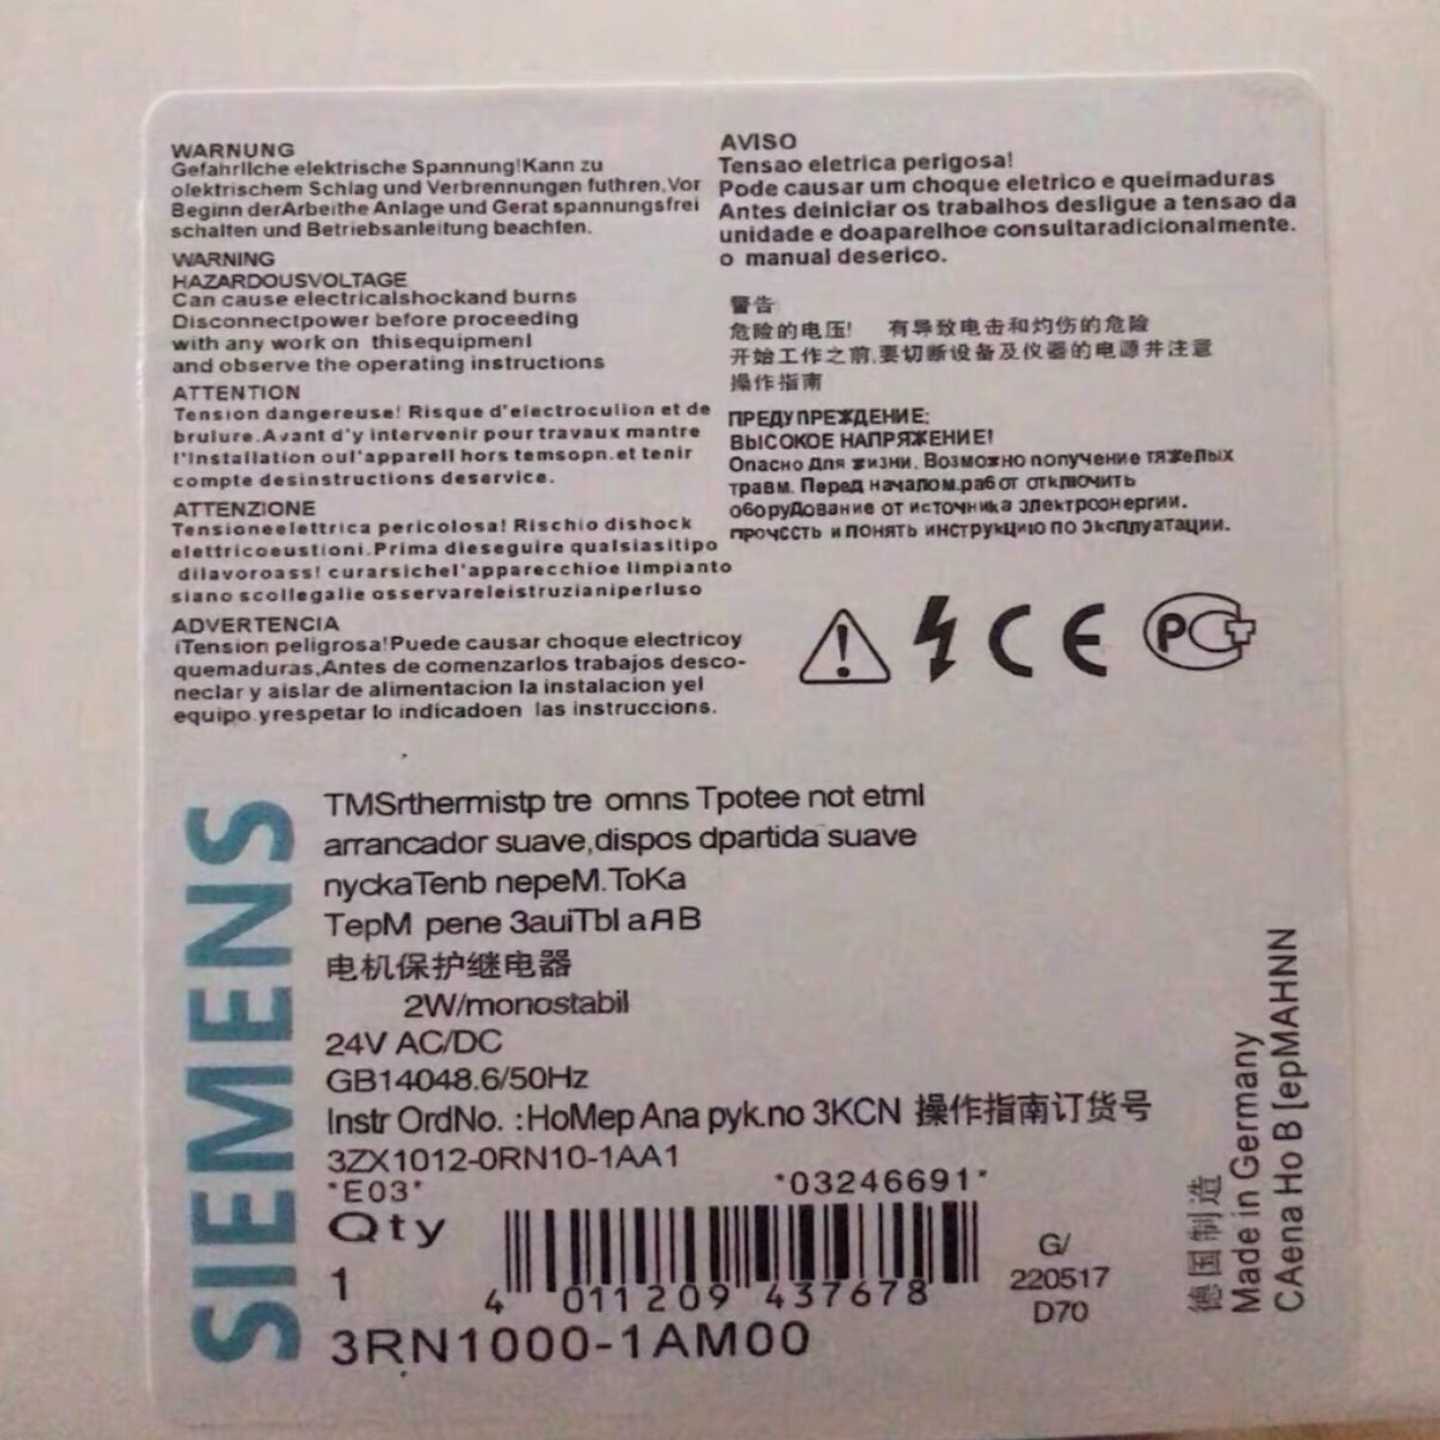 WARNUNG
Gefahrliche elektrische Spannung!Kann zu
olektrischem Schlag und Verbrennungen futhren,Vor
Beginn derArbeithe Anlage und Gerat spannungsfrei
schalten und Betriebsanleitung beachfen.
WARNING
HAZARDOUSVOLTAGE
Can cause electricalshockand burns
Disconnectpower before proceeding
with any work on thisequipmenl
and observe the operating instructions
ATTENTION
Tension dangereuse! Risque d'electroculion et de
brulure.Avant d'y intervenir pour travaux mantre
l'Installation oul'apparell hors temsopn.et tenir
compte desinstructions deservice.
ATTENZIONE
Tensioneelettrica pericolosa! Rischio dishock
elettricoeustioni.Prima dieseguire qualsiasitipo
dilavoroass! curarsichel'apparecchioe limpianto
siano scollegalie osservareleistruzianiperluso
ADVERTENCIA
iTension peligrosa!Puede causar choque electricoy
quemaduras,Antes de comenzarlos trabajos desco-
neclar y aislar de alimentacion la instalacion yel
equipo.yrespetar lo indicadoen las instruccions.
AVISO
Tensao eletrica perigosa!
Pode causar um choque eletrico e queimaduras
Antes deiniciar os trabalhos desligue a tensao da
unidade e doaparelhoe consultaradicionalmente.
o manual deserico.
警告
危险的电压! 有导致电击和灼伤的危险
开始工作之前,要切断设备及仪器的电源并注意
操作指南
ПРЕДУПРЕЖДЕНИЕ:
ВЫСОКОЕ НАПРЯЖЕНИЕ!
Опасно для жизни. Возможно получение тяжелых
травм. Перед началом.работ отключить
оборудование от источника электроэнергии.
прочссть и понять инструкцию по эксплуатации.
CE
PC
SIEMENS
TMSrthermistp tre omns Tpotee not etml
arrancador suave,dispos dpartida suave
nyckaTenb nepeM.ToKa
TepM pene 3auiTbl aЯB
电机保护继电器
2W/monostabil
24V AC/DC
GB14048.6/50Hz
Instr OrdNo. :HoMep Ana pyk.no 3KCN 操作指南订货号
3ZX1012-0RN10-1AA1
*E03*
*03246691*
Qty
1
4 011209 437678
G/
220517
D70
3RN1000-1AM00
德国制造
Made in Germany
CAena Ho B [epMAHNN